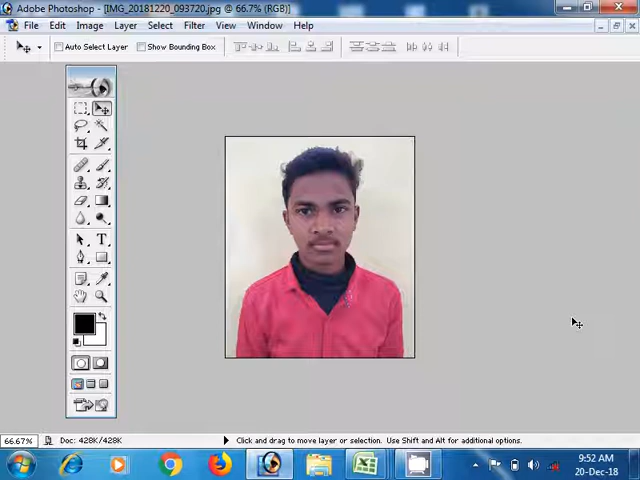 Adobe Photoshop - [IMG_20181220_093720.jpg @ 66.7% (RGB)]
File Edit Image Layer Select Filter View Window Help
Auto Select Layer Show Bounding Box
T
66.67% Doc: 428K/428K Click and drag to move layer or selection. Use Shift and Alt for additional options.
9:52 AM
20-Dec-18